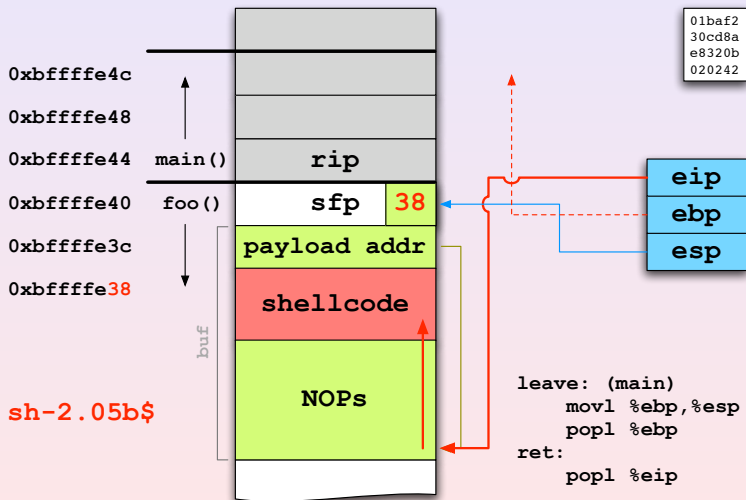 01baf2
30cd8a
e8320b
020242
0xbffffe4c
0xbffffe48
0xbffffe44 main() rip
0xbffffe40 foo() sfp 38
0xbffffe3c payload addr
0xbffffe38
shellcode
buf
NOPs
sh-2.05b$
eip
ebp
esp
leave: (main)
movl %ebp,%esp
popl %ebp
ret:
popl %eip